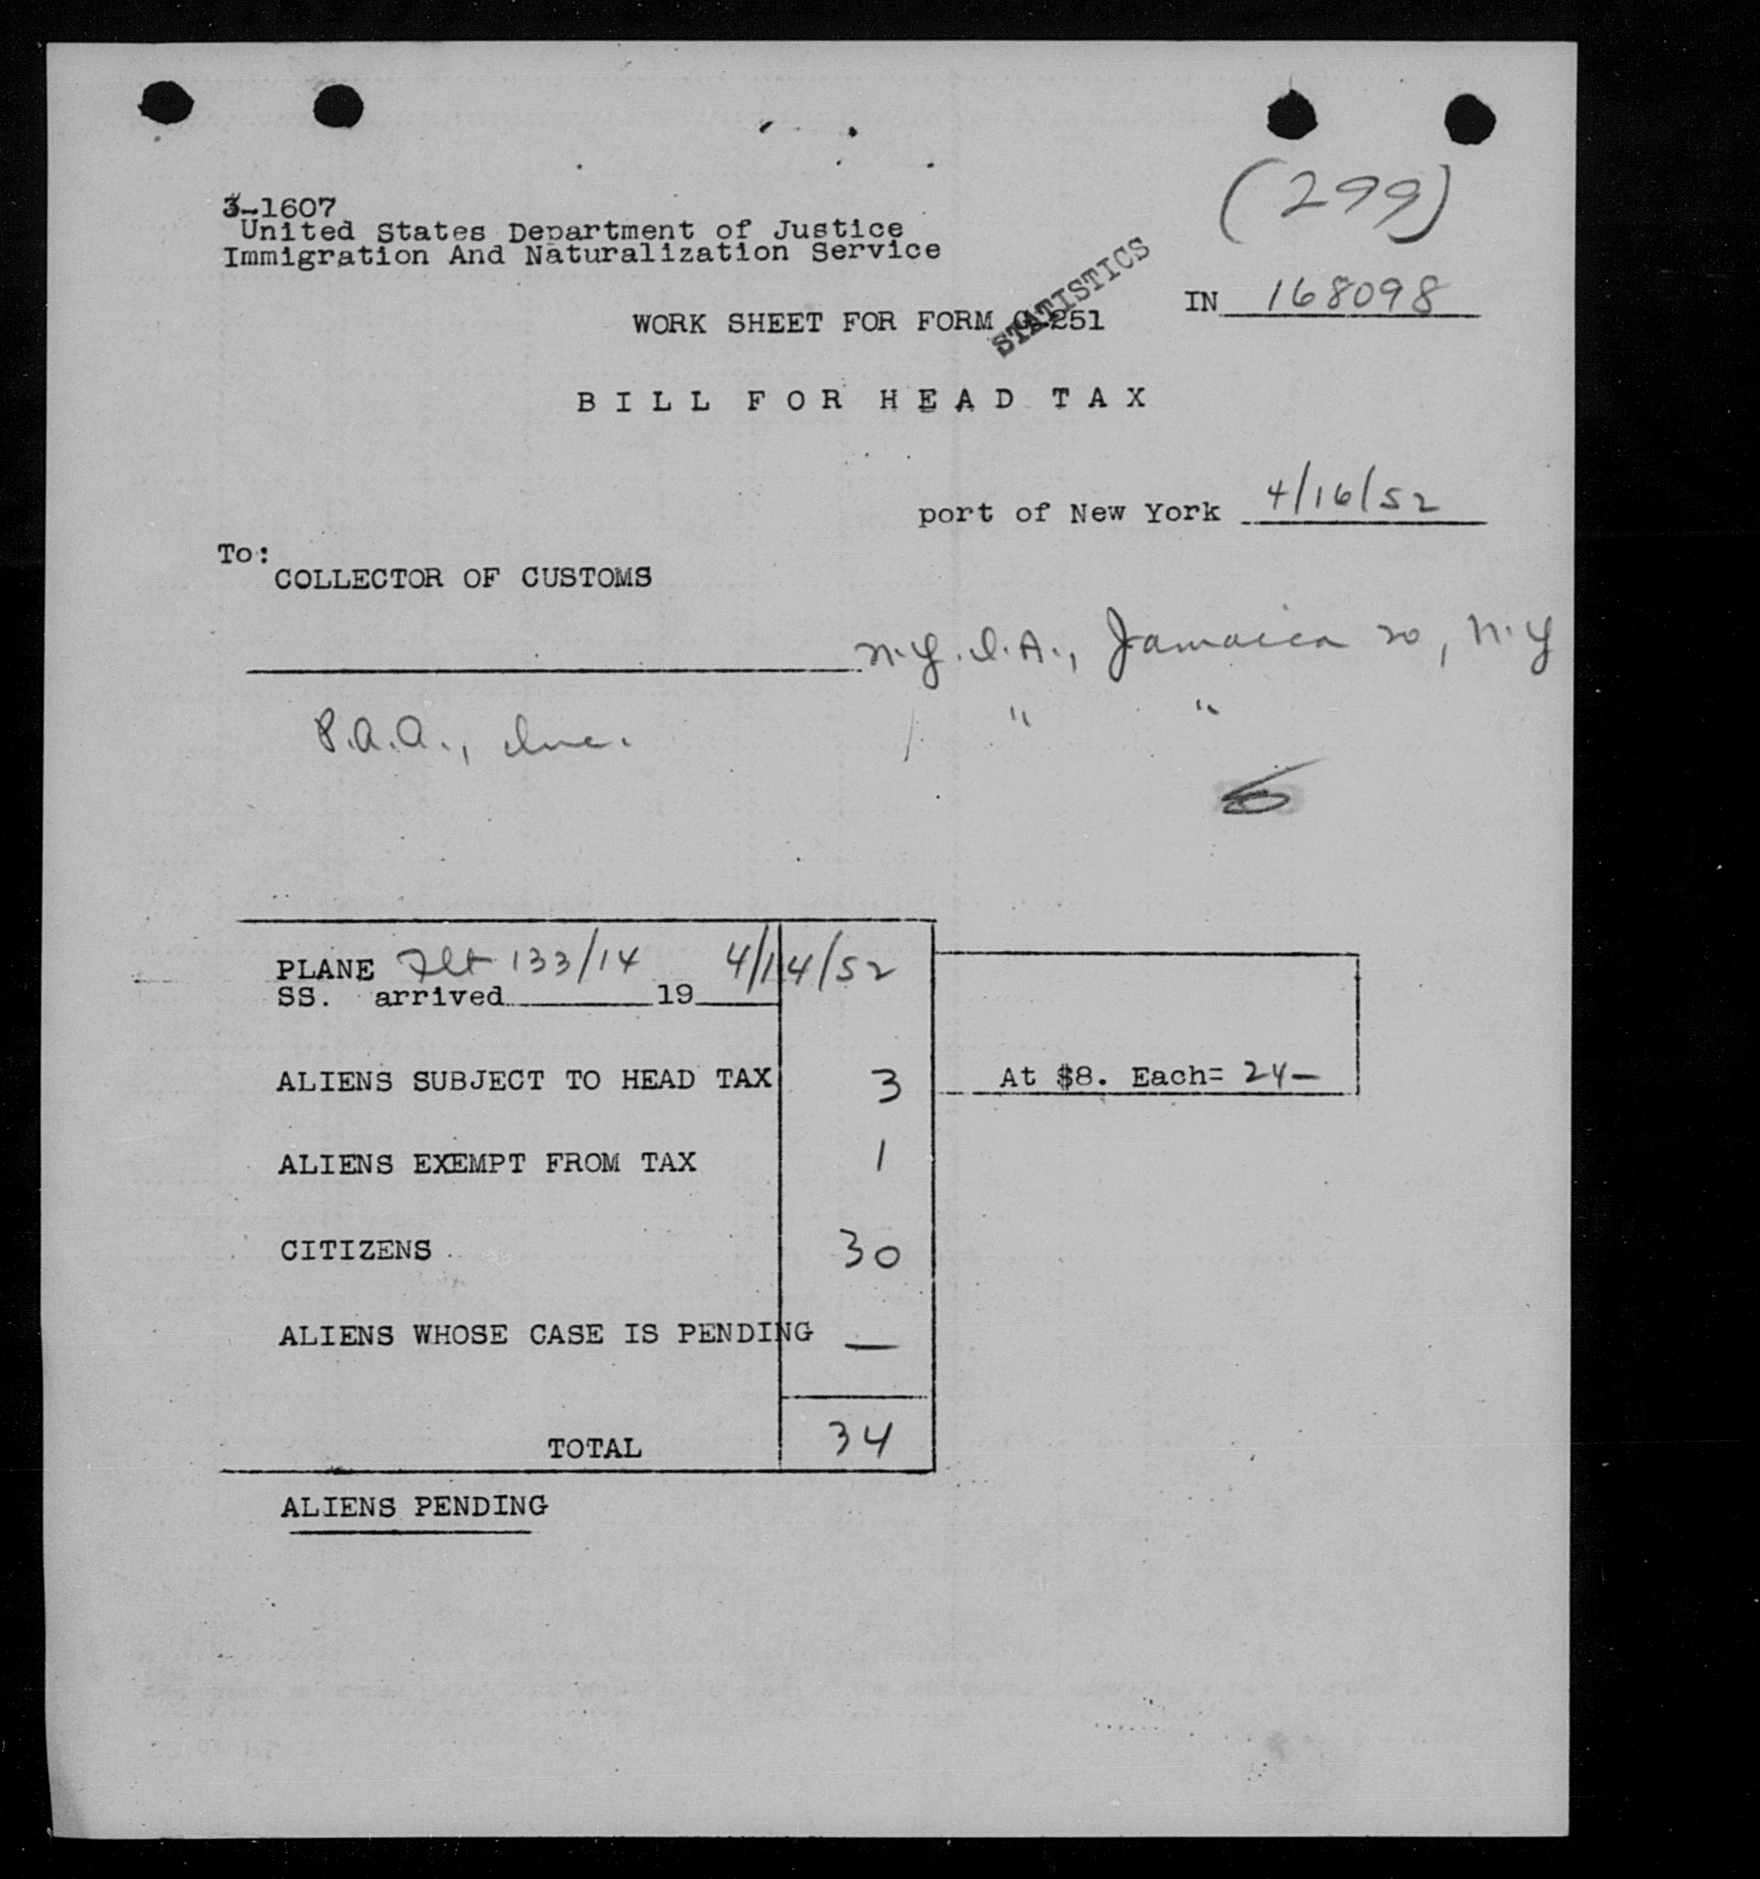 (299)
3-1607
United States Department of Justice
Immigration And Naturalization Service
STATISTICS
IN 168098
WORK SHEET FOR FORM G-251
BILL FOR HEAD TAX
port of New York 4/16/52
To:
COLLECTOR OF CUSTOMS
N.Y.I.A., Jamaica 20, N.Y
P.A.A., Inc. / " "
6
PLANE Flt 133/14 4/14/52
SS. arrived 19
ALIENS SUBJECT TO HEAD TAX 3 At $8. Each= 24—
ALIENS EXEMPT FROM TAX 1
CITIZENS 30
ALIENS WHOSE CASE IS PENDING —
TOTAL 34
ALIENS PENDING